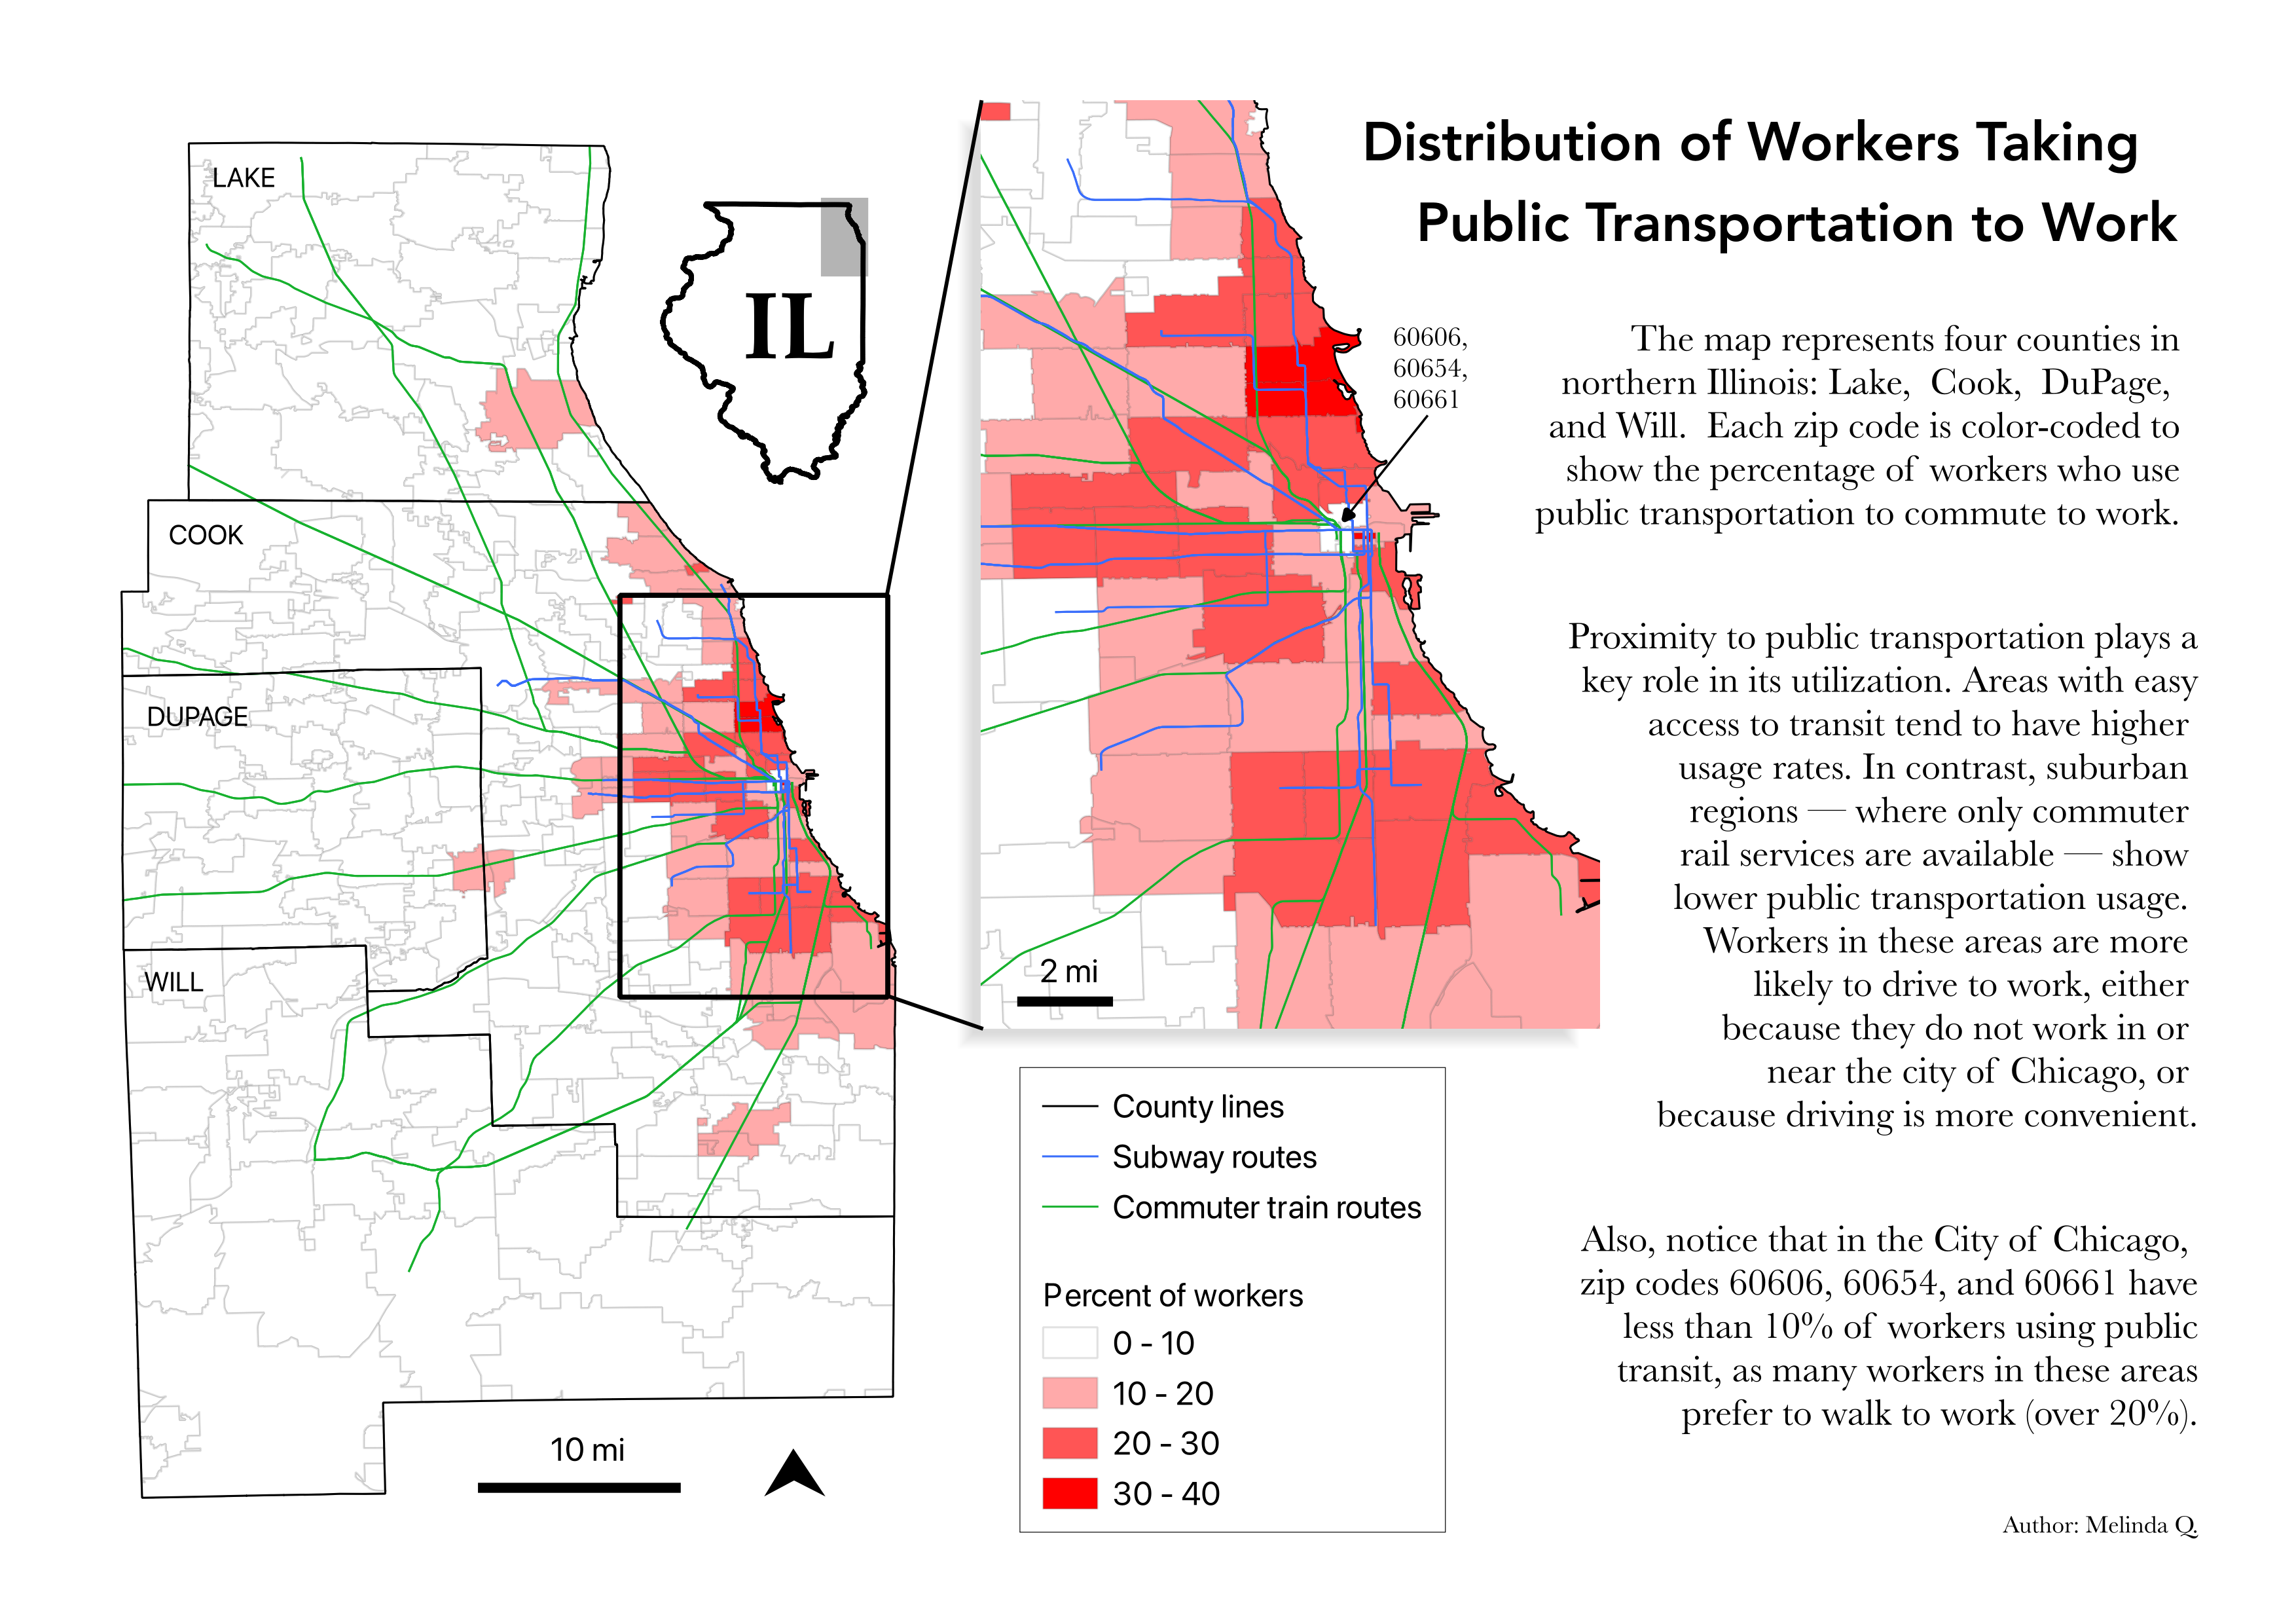 Distribution of Workers Taking
Public Transportation to Work
LAKE
COOK
DUPAGE
WILL
IL
60606,
60654,
60661
The map represents four counties in
northern Illinois: Lake, Cook, DuPage,
and Will. Each zip code is color-coded to
show the percentage of workers who use
public transportation to commute to work.
Proximity to public transportation plays a
key role in its utilization. Areas with easy
access to transit tend to have higher
usage rates. In contrast, suburban
regions — where only commuter
rail services are available — show
lower public transportation usage.
Workers in these areas are more
likely to drive to work, either
because they do not work in or
near the city of Chicago, or
because driving is more convenient.
Also, notice that in the City of Chicago,
zip codes 60606, 60654, and 60661 have
less than 10% of workers using public
transit, as many workers in these areas
prefer to walk to work (over 20%).
2 mi
County lines
Subway routes
Commuter train routes
Percent of workers
0 - 10
10 - 20
20 - 30
30 - 40
10 mi
Author: Melinda Q.